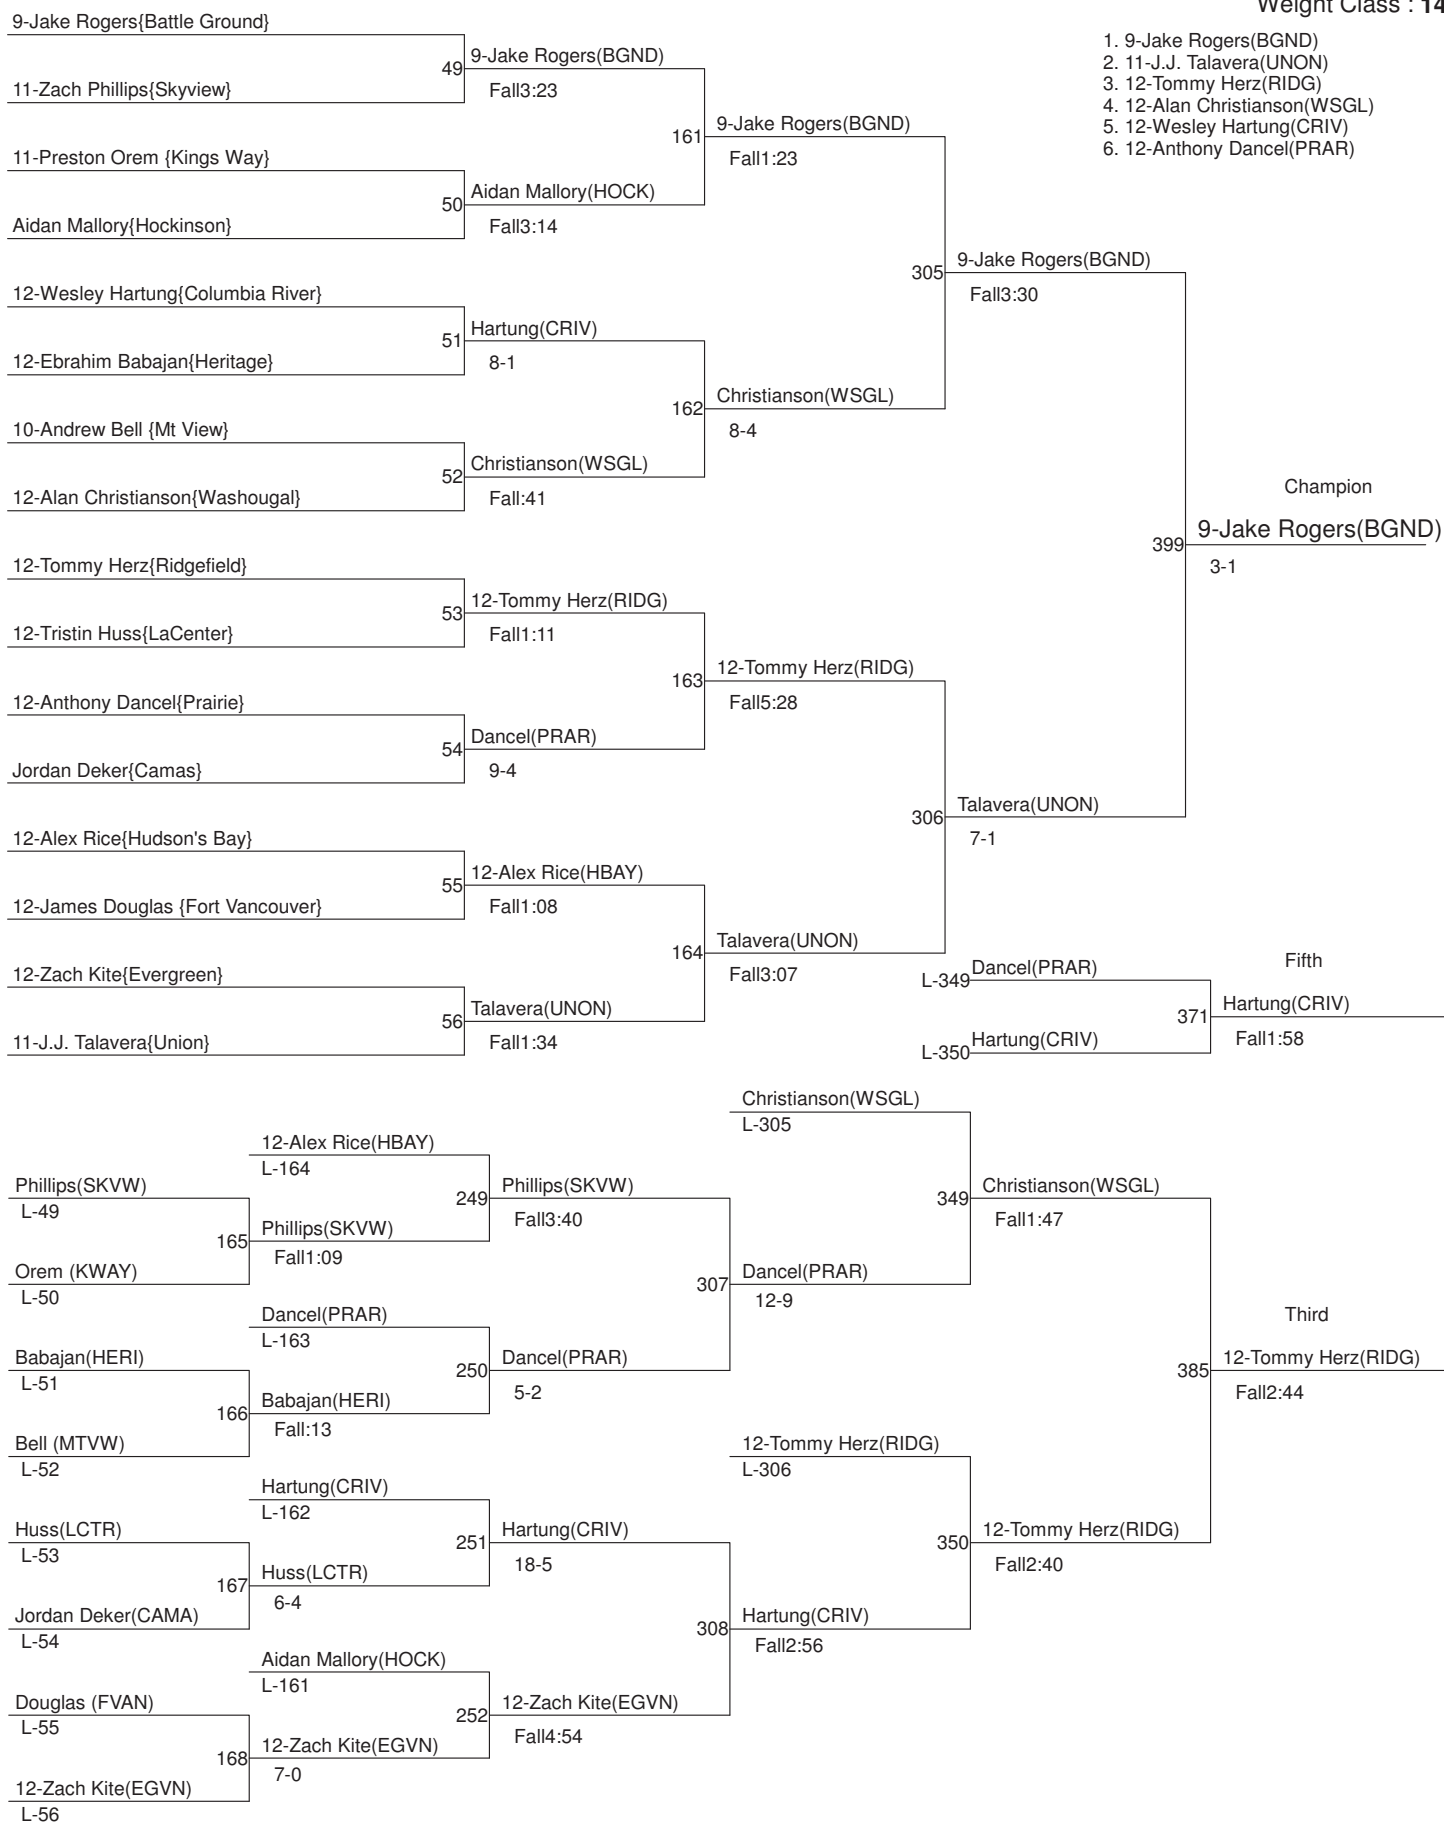 Weight Class : 14
1. 9-Jake Rogers(BGND)
2. 11-J.J. Talavera(UNON)
3. 12-Tommy Herz(RIDG)
4. 12-Alan Christianson(WSGL)
5. 12-Wesley Hartung(CRIV)
6. 12-Anthony Dancel(PRAR)
9-Jake Rogers{Battle Ground}
11-Zach Phillips{Skyview}
11-Preston Orem {Kings Way}
Aidan Mallory{Hockinson}
12-Wesley Hartung{Columbia River}
12-Ebrahim Babajan{Heritage}
10-Andrew Bell {Mt View}
12-Alan Christianson{Washougal}
12-Tommy Herz{Ridgefield}
12-Tristin Huss{LaCenter}
12-Anthony Dancel{Prairie}
Jordan Deker{Camas}
12-Alex Rice{Hudson's Bay}
12-James Douglas {Fort Vancouver}
12-Zach Kite{Evergreen}
11-J.J. Talavera{Union}
49
9-Jake Rogers(BGND)
Fall3:23
50
Aidan Mallory(HOCK)
Fall3:14
51
Hartung(CRIV)
8-1
52
Christianson(WSGL)
Fall:41
53
12-Tommy Herz(RIDG)
Fall1:11
54
Dancel(PRAR)
9-4
55
12-Alex Rice(HBAY)
Fall1:08
56
Talavera(UNON)
Fall1:34
161
9-Jake Rogers(BGND)
Fall1:23
162
Christianson(WSGL)
8-4
163
12-Tommy Herz(RIDG)
Fall5:28
164
Talavera(UNON)
Fall3:07
305
9-Jake Rogers(BGND)
Fall3:30
306
Talavera(UNON)
7-1
Champion
399
9-Jake Rogers(BGND)
3-1
L-349
Dancel(PRAR)
L-350
Hartung(CRIV)
Fifth
371
Hartung(CRIV)
Fall1:58
Phillips(SKVW)
L-49
Orem (KWAY)
L-50
Babajan(HERI)
L-51
Bell (MTVW)
L-52
Huss(LCTR)
L-53
Jordan Deker(CAMA)
L-54
Douglas (FVAN)
L-55
12-Zach Kite(EGVN)
L-56
12-Alex Rice(HBAY)
L-164
165
Phillips(SKVW)
Fall1:09
Dancel(PRAR)
L-163
166
Babajan(HERI)
Fall:13
Hartung(CRIV)
L-162
167
Huss(LCTR)
6-4
Aidan Mallory(HOCK)
L-161
168
12-Zach Kite(EGVN)
7-0
249
Phillips(SKVW)
Fall3:40
250
Dancel(PRAR)
5-2
251
Hartung(CRIV)
18-5
252
12-Zach Kite(EGVN)
Fall4:54
Christianson(WSGL)
L-305
307
Dancel(PRAR)
12-9
12-Tommy Herz(RIDG)
L-306
308
Hartung(CRIV)
Fall2:56
349
Christianson(WSGL)
Fall1:47
350
12-Tommy Herz(RIDG)
Fall2:40
Third
385
12-Tommy Herz(RIDG)
Fall2:44